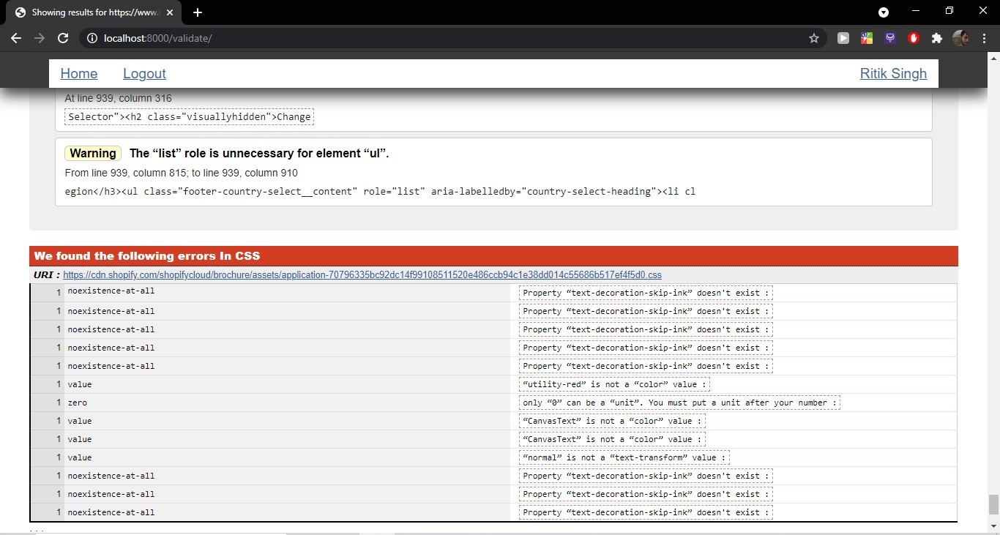 Showing results for https://www.
localhost:8000/validate/
Home Logout Ritik Singh
At line 939, column 316
Selector"><h2 class="visuallyhidden">Change
Warning The “list” role is unnecessary for element “ul”.
From line 939, column 815; to line 939, column 910
egion</h3><ul class="footer-country-select__content" role="list" aria-labelledby="country-select-heading"><li cl
We found the following errors In CSS
URI : https://cdn.shopify.com/shopifycloud/brochure/assets/application-70796335bc92dc14f99108511520e486ccb94c1e38dd014c55686b517ef4f5d0.css
1 noexistence-at-all Property “text-decoration-skip-ink” doesn't exist :
1 noexistence-at-all Property “text-decoration-skip-ink” doesn't exist :
1 noexistence-at-all Property “text-decoration-skip-ink” doesn't exist :
1 noexistence-at-all Property “text-decoration-skip-ink” doesn't exist :
1 noexistence-at-all Property “text-decoration-skip-ink” doesn't exist :
1 value “utility-red” is not a “color” value :
1 zero only “0” can be a “unit”. You must put a unit after your number :
1 value “CanvasText” is not a “color” value :
1 value “CanvasText” is not a “color” value :
1 value “normal” is not a “text-transform” value :
1 noexistence-at-all Property “text-decoration-skip-ink” doesn't exist :
1 noexistence-at-all Property “text-decoration-skip-ink” doesn't exist :
1 noexistence-at-all Property “text-decoration-skip-ink” doesn't exist :